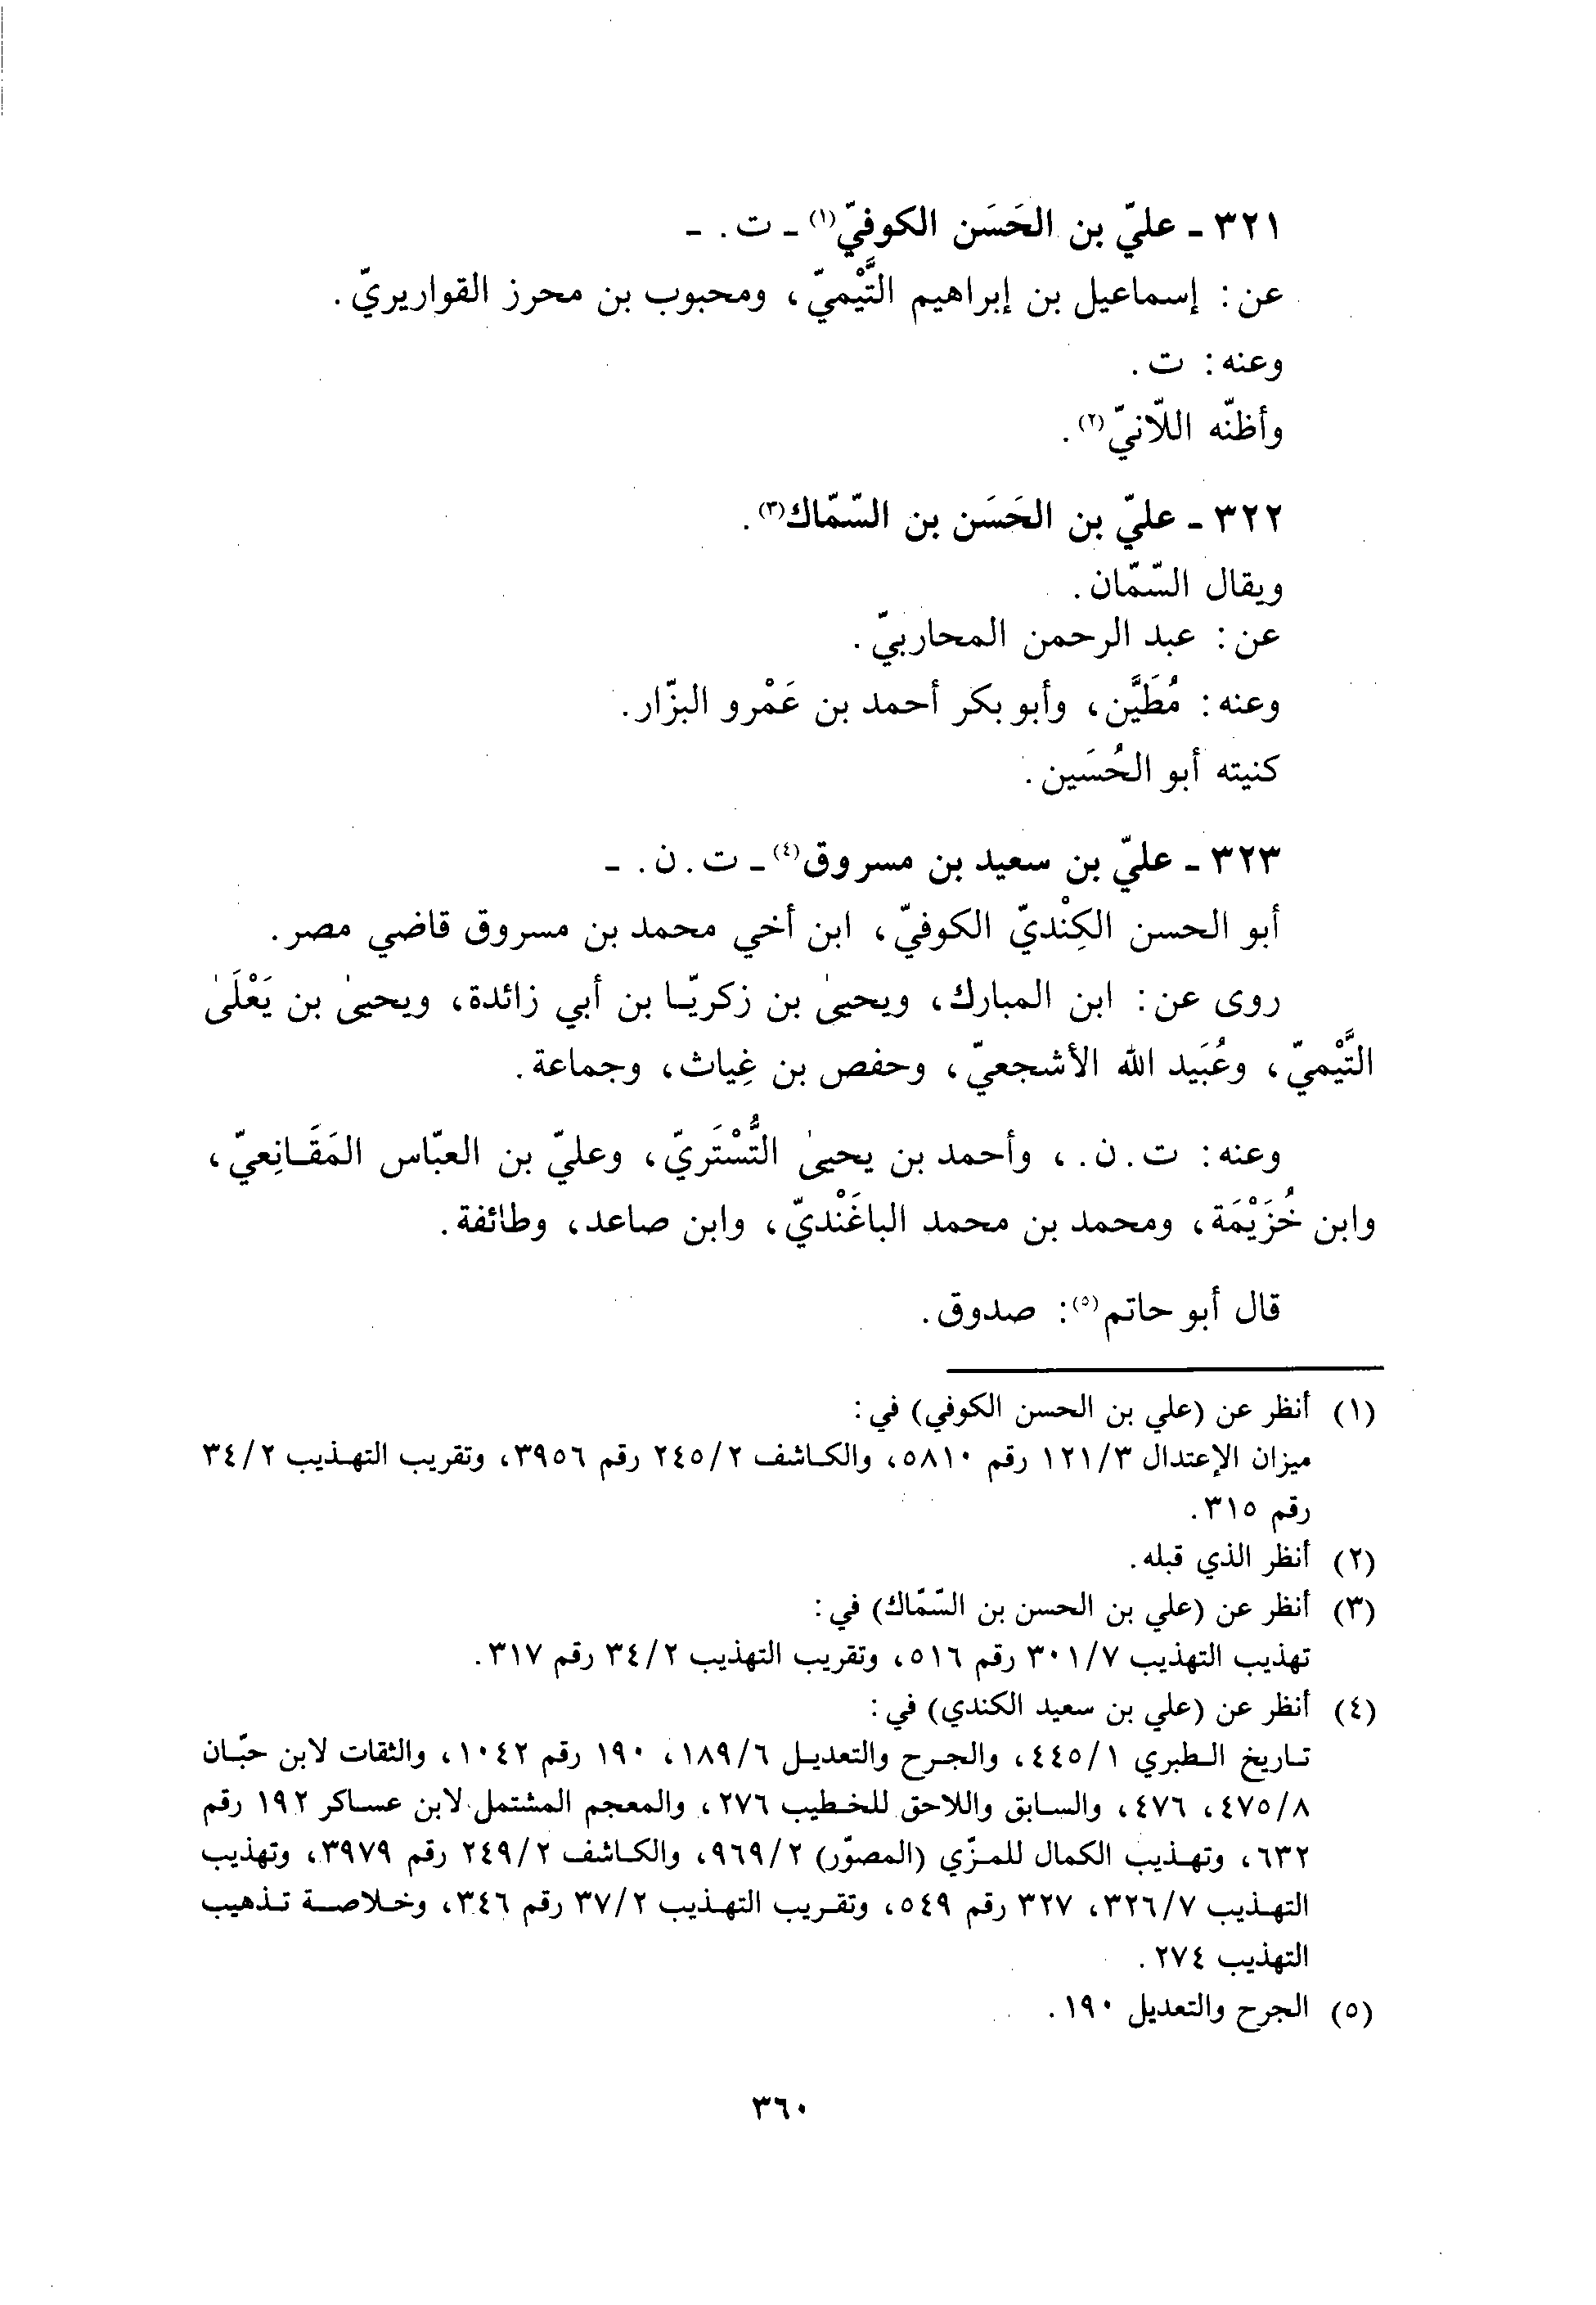 ٣٢١ - عليّ بن الحَسَن الكوفيّ(١) - ت. -
عن: إسماعيل بن إبراهيم التَّيْميّ، ومحبوب بن محرز القواريريّ.
وعنه: ت.
وأظنّه اللّانيّ(٢).
٣٢٢ - عليّ بن الحَسَن بن السّمّاك(٣).
ويقال السّمّان.
عن: عبد الرحمن المحاربيّ.
وعنه: مُطَيَّن، وأبو بكر أحمد بن عَمْرو البزّار.
كنيته أبو الحُسَين.
٣٢٣ - عليّ بن سعيد بن مسروق(٤) - ت. ن. -
أبو الحسن الكِنْديّ الكوفيّ، ابن أخي محمد بن مسروق قاضي مصر.
روى عن: ابن المبارك، ويحيىٰ بن زكريّا بن أبي زائدة، ويحيىٰ بن يَعْلَىٰ
التَّيْميّ، وعُبَيد الله الأشجعيّ، وحفص بن غِياث، وجماعة.
وعنه: ت. ن.، وأحمد بن يحيىٰ التُّسْتَريّ، وعليّ بن العبّاس المَقَانِعيّ،
وابن خُزَيْمَة، ومحمد بن محمد الباغَنْديّ، وابن صاعد، وطائفة.
قال أبو حاتم(٥): صدوق.
(١) أنظر عن (علي بن الحسن الكوفي) في:
ميزان الإعتدال ١٢١/٣ رقم ٥٨١٠، والكاشف ٢٤٥/٢ رقم ٣٩٥٦، وتقريب التهذيب ٣٤/٢
رقم ٣١٥.
(٢) أنظر الذي قبله.
(٣) أنظر عن (علي بن الحسن بن السّمّاك) في:
تهذيب التهذيب ٣٠١/٧ رقم ٥١٦، وتقريب التهذيب ٣٤/٢ رقم ٣١٧.
(٤) أنظر عن (علي بن سعيد الكندي) في:
تاريخ الطبري ٤٤٥/١، والجرح والتعديل ١٨٩/٦، ١٩٠ رقم ١٠٤٢، والثقات لابن حبّان
٤٧٥/٨، ٤٧٦، والسابق واللاحق للخطيب ٢٧٦، والمعجم المشتمل لابن عساكر ١٩٢ رقم
٦٣٢، وتهذيب الكمال للمزّي (المصوّر) ٩٦٩/٢، والكاشف ٢٤٩/٢ رقم ٣٩٧٩، وتهذيب
التهذيب ٣٢٦/٧، ٣٢٧ رقم ٥٤٩، وتقريب التهذيب ٣٧/٢ رقم ٣٤٦، وخلاصة تذهيب
التهذيب ٢٧٤.
(٥) الجرح والتعديل ١٩٠.
٣٦٠